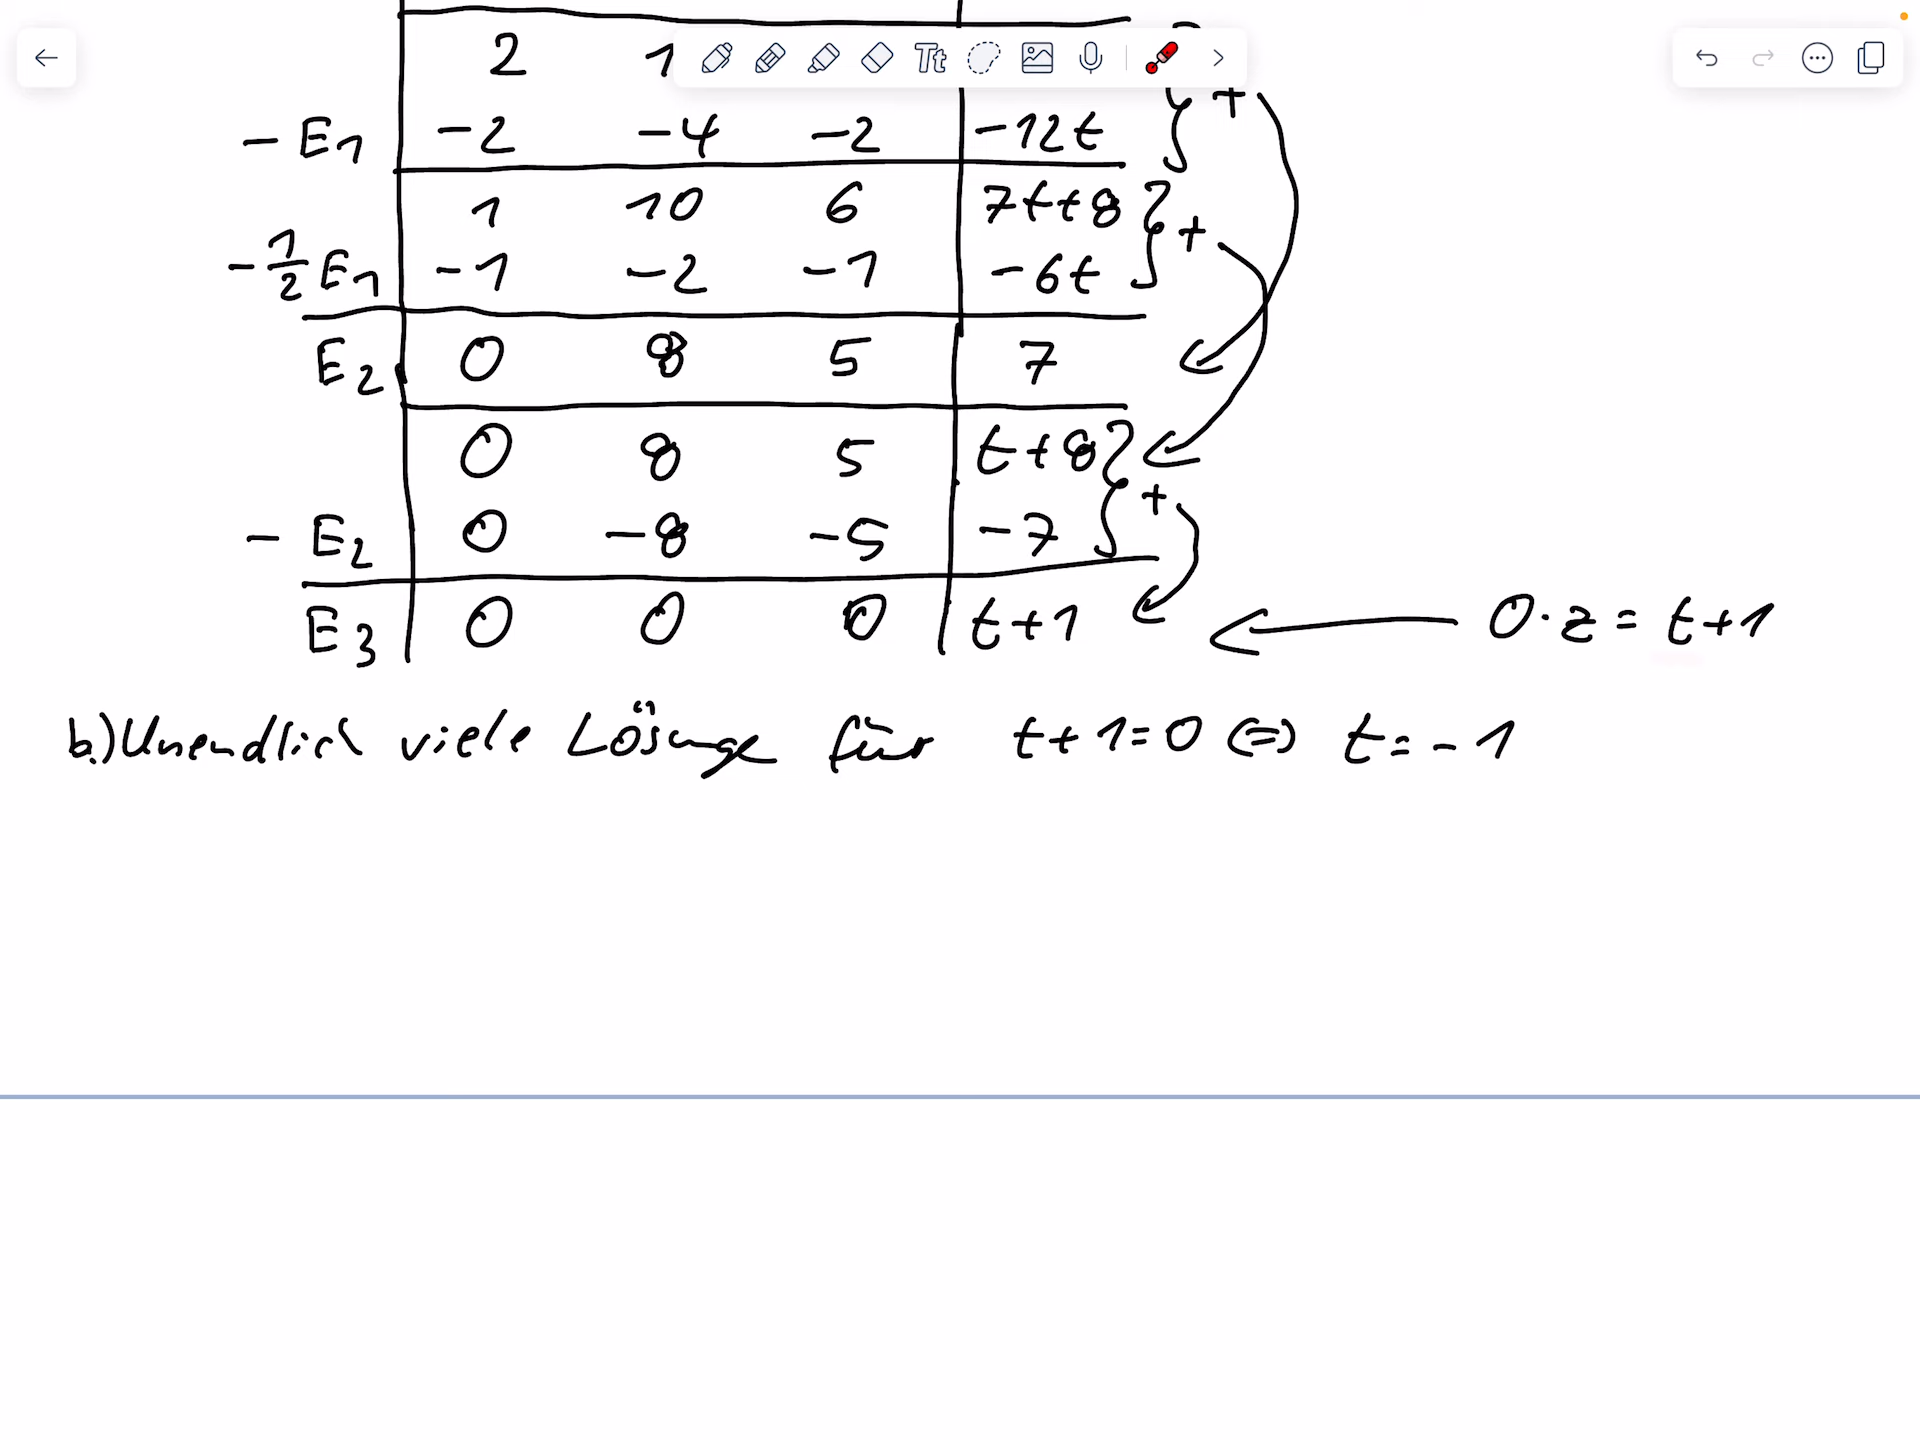 2 1
Tt
+
- E1 -2 -4 -2 -12t
1 10 6 7t+8
+
-1/2 E1 -1 -2 -1 -6t
E2 0 8 5 7
0 8 5 t+8
+
- E2 0 -8 -5 -7
E3 0 0 0 t+1 0·z = t+1
b.) Unendlich viele Lösunge für t+1=0 (=) t=-1